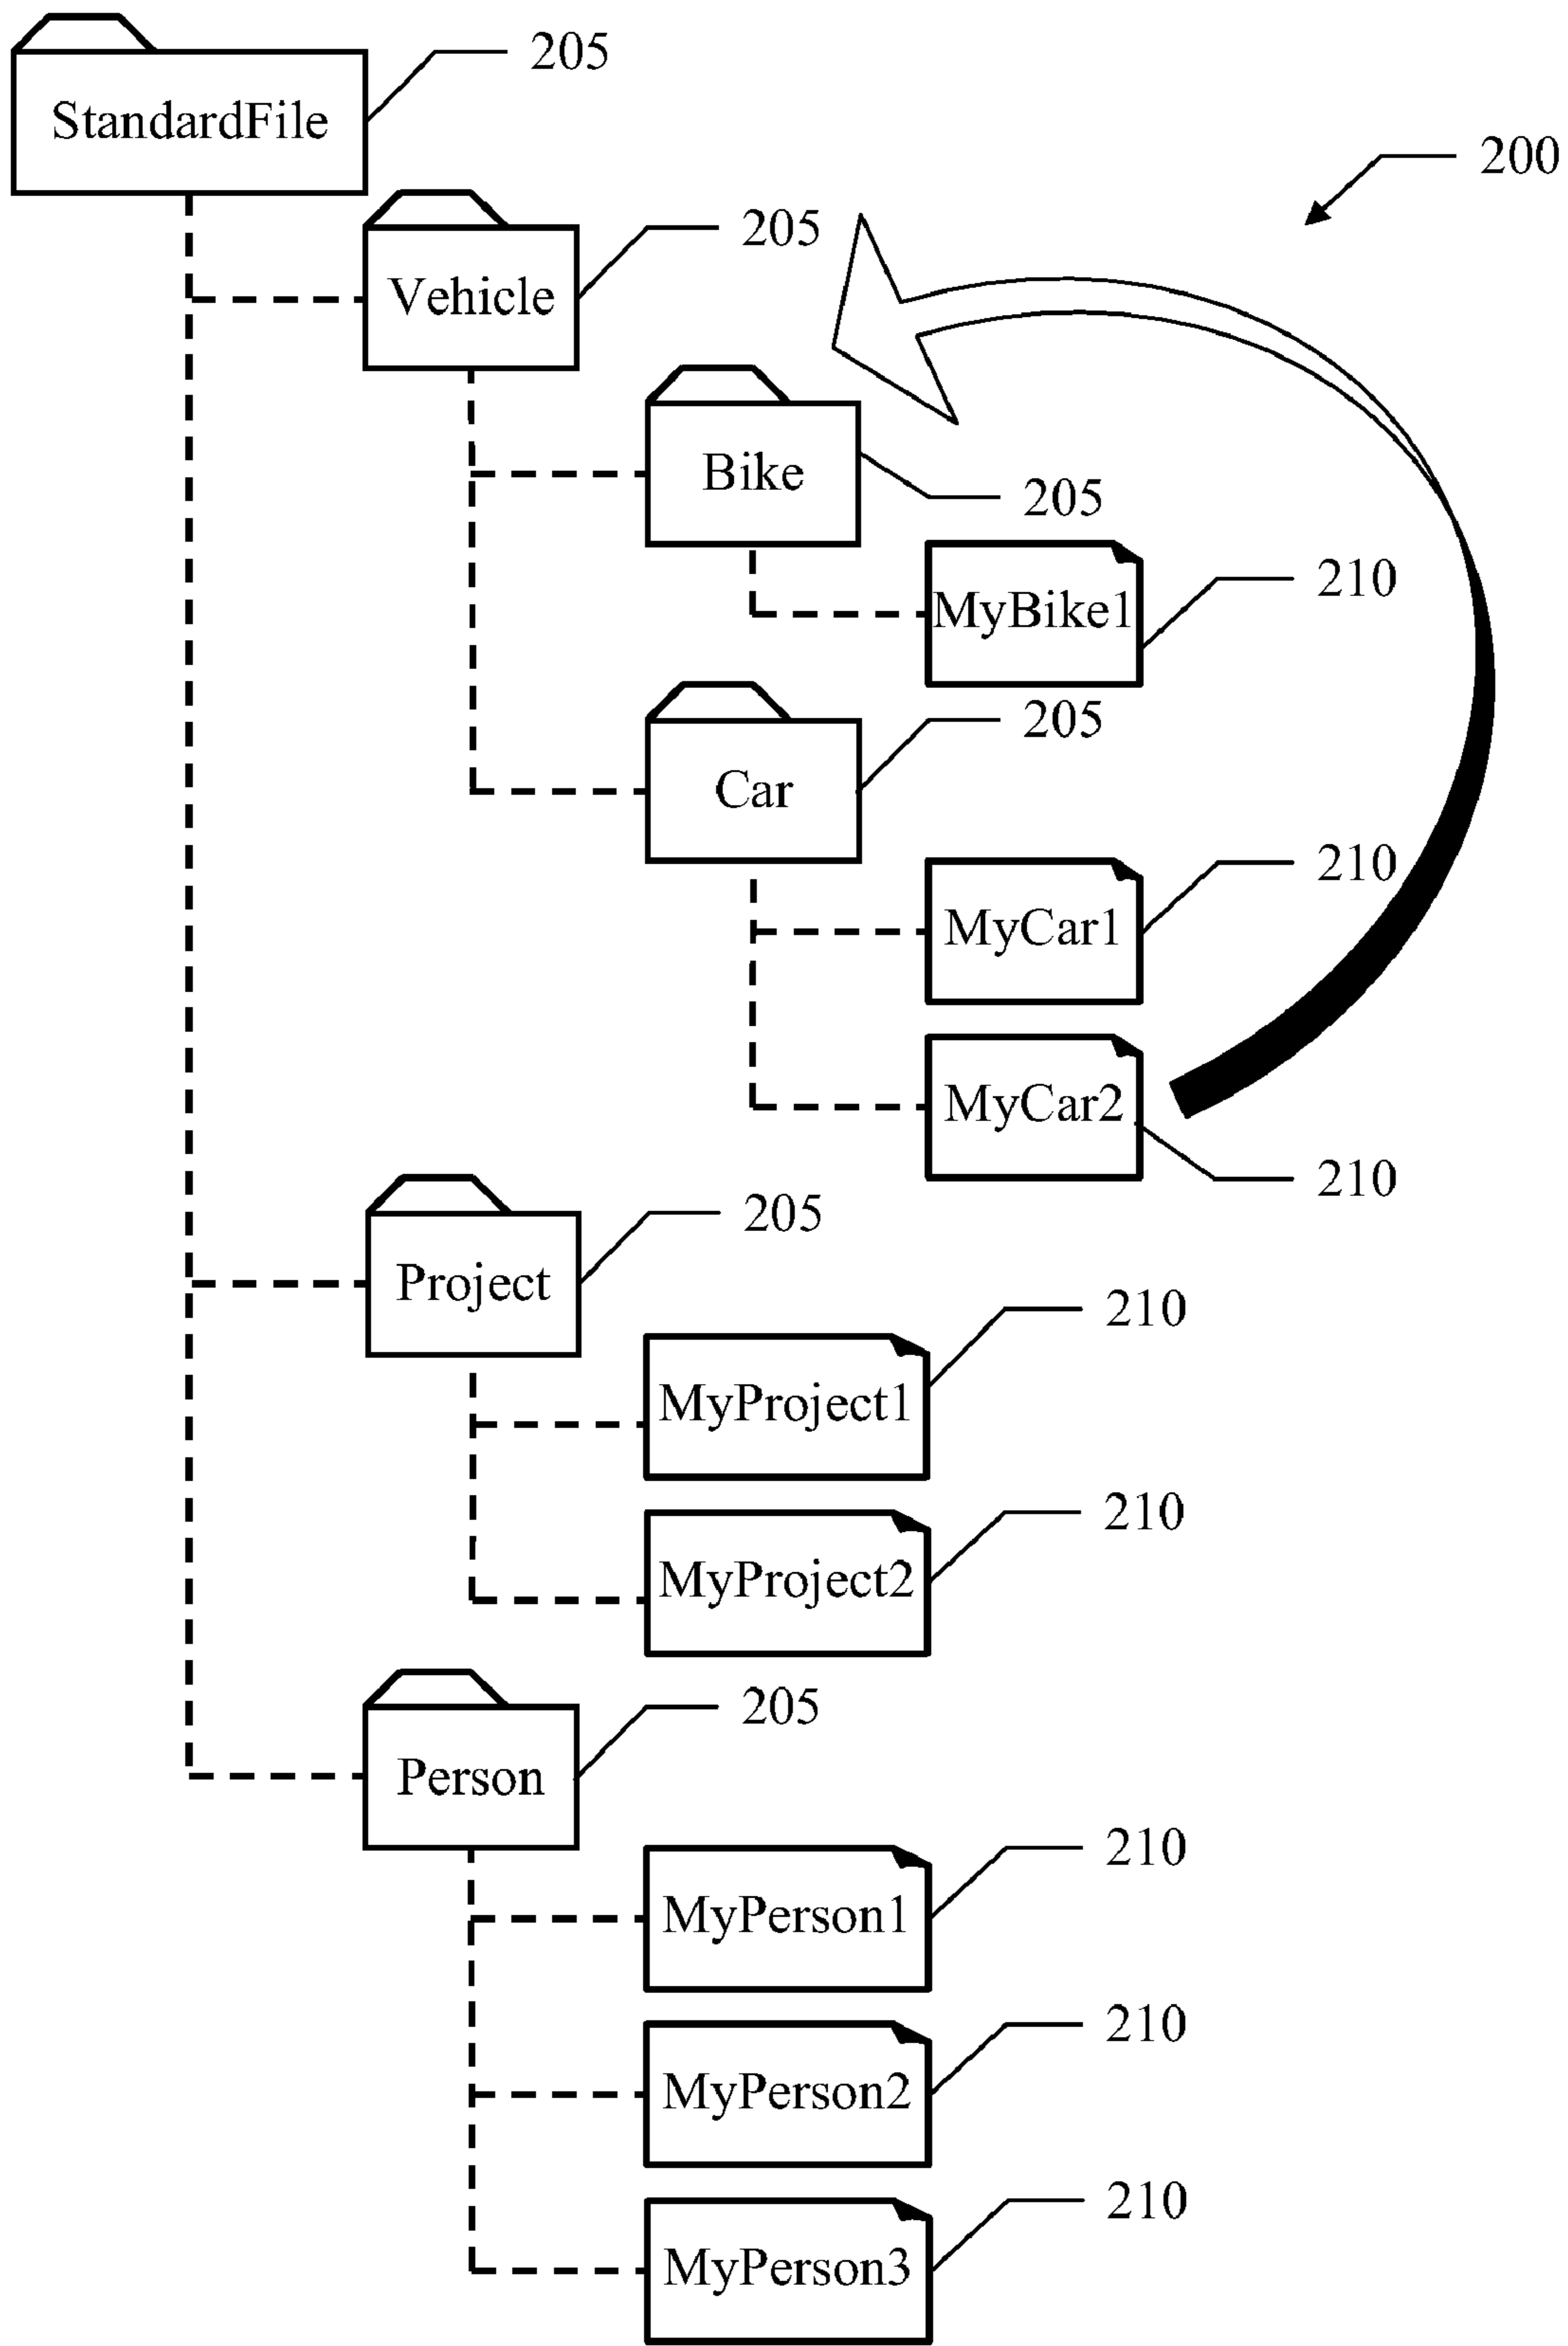 205
StandardFile
200
205
Vehicle
Bike
205
210
MyBike1
205
Car
210
MyCar1
MyCar2
210
205
Project
210
MyProject1
210
MyProject2
205
Person
210
MyPerson1
210
MyPerson2
210
MyPerson3